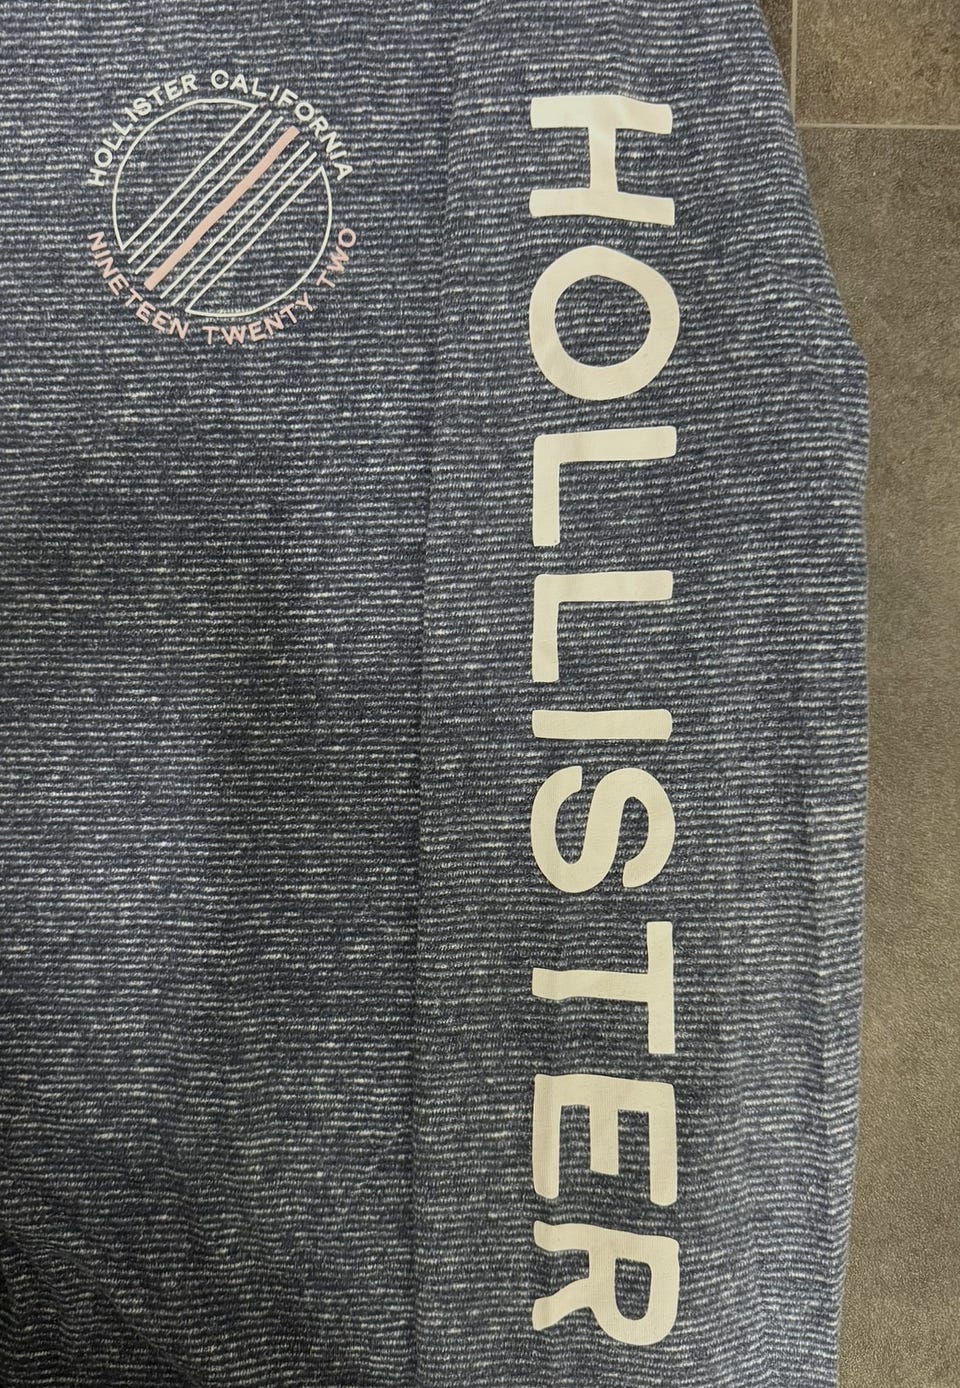 HOLLISTER CALIFORNIA
NINETEEN TWENTY TWO
HOLLISTER